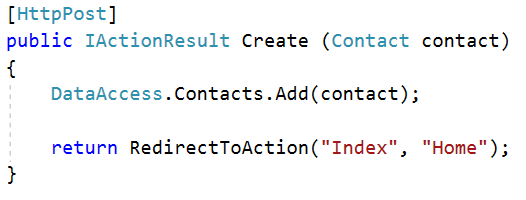 [HttpPost]
public IActionResult Create (Contact contact)
{
DataAccess.Contacts.Add(contact);
return RedirectToAction("Index", "Home");
}